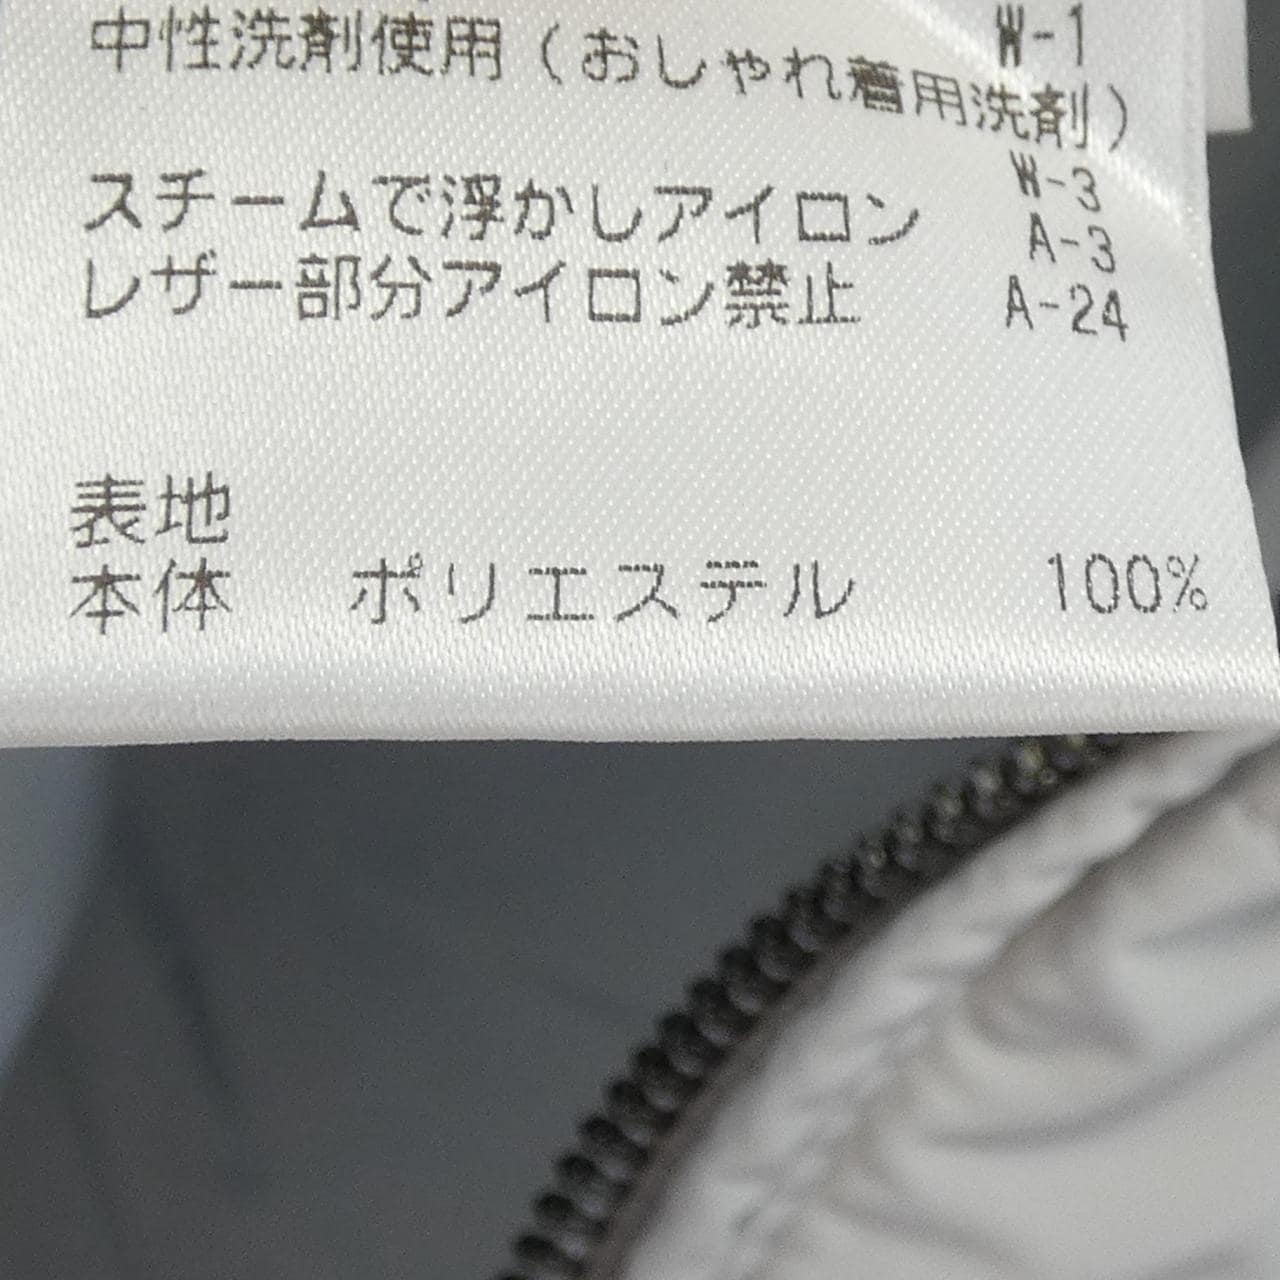 W-1
中性洗剤使用(おしゃれ着用洗剤)
W-3
スチームで浮かしアイロン A-3
レザー部分アイロン禁止 A-24
表地
本体 ポリエステル 100%